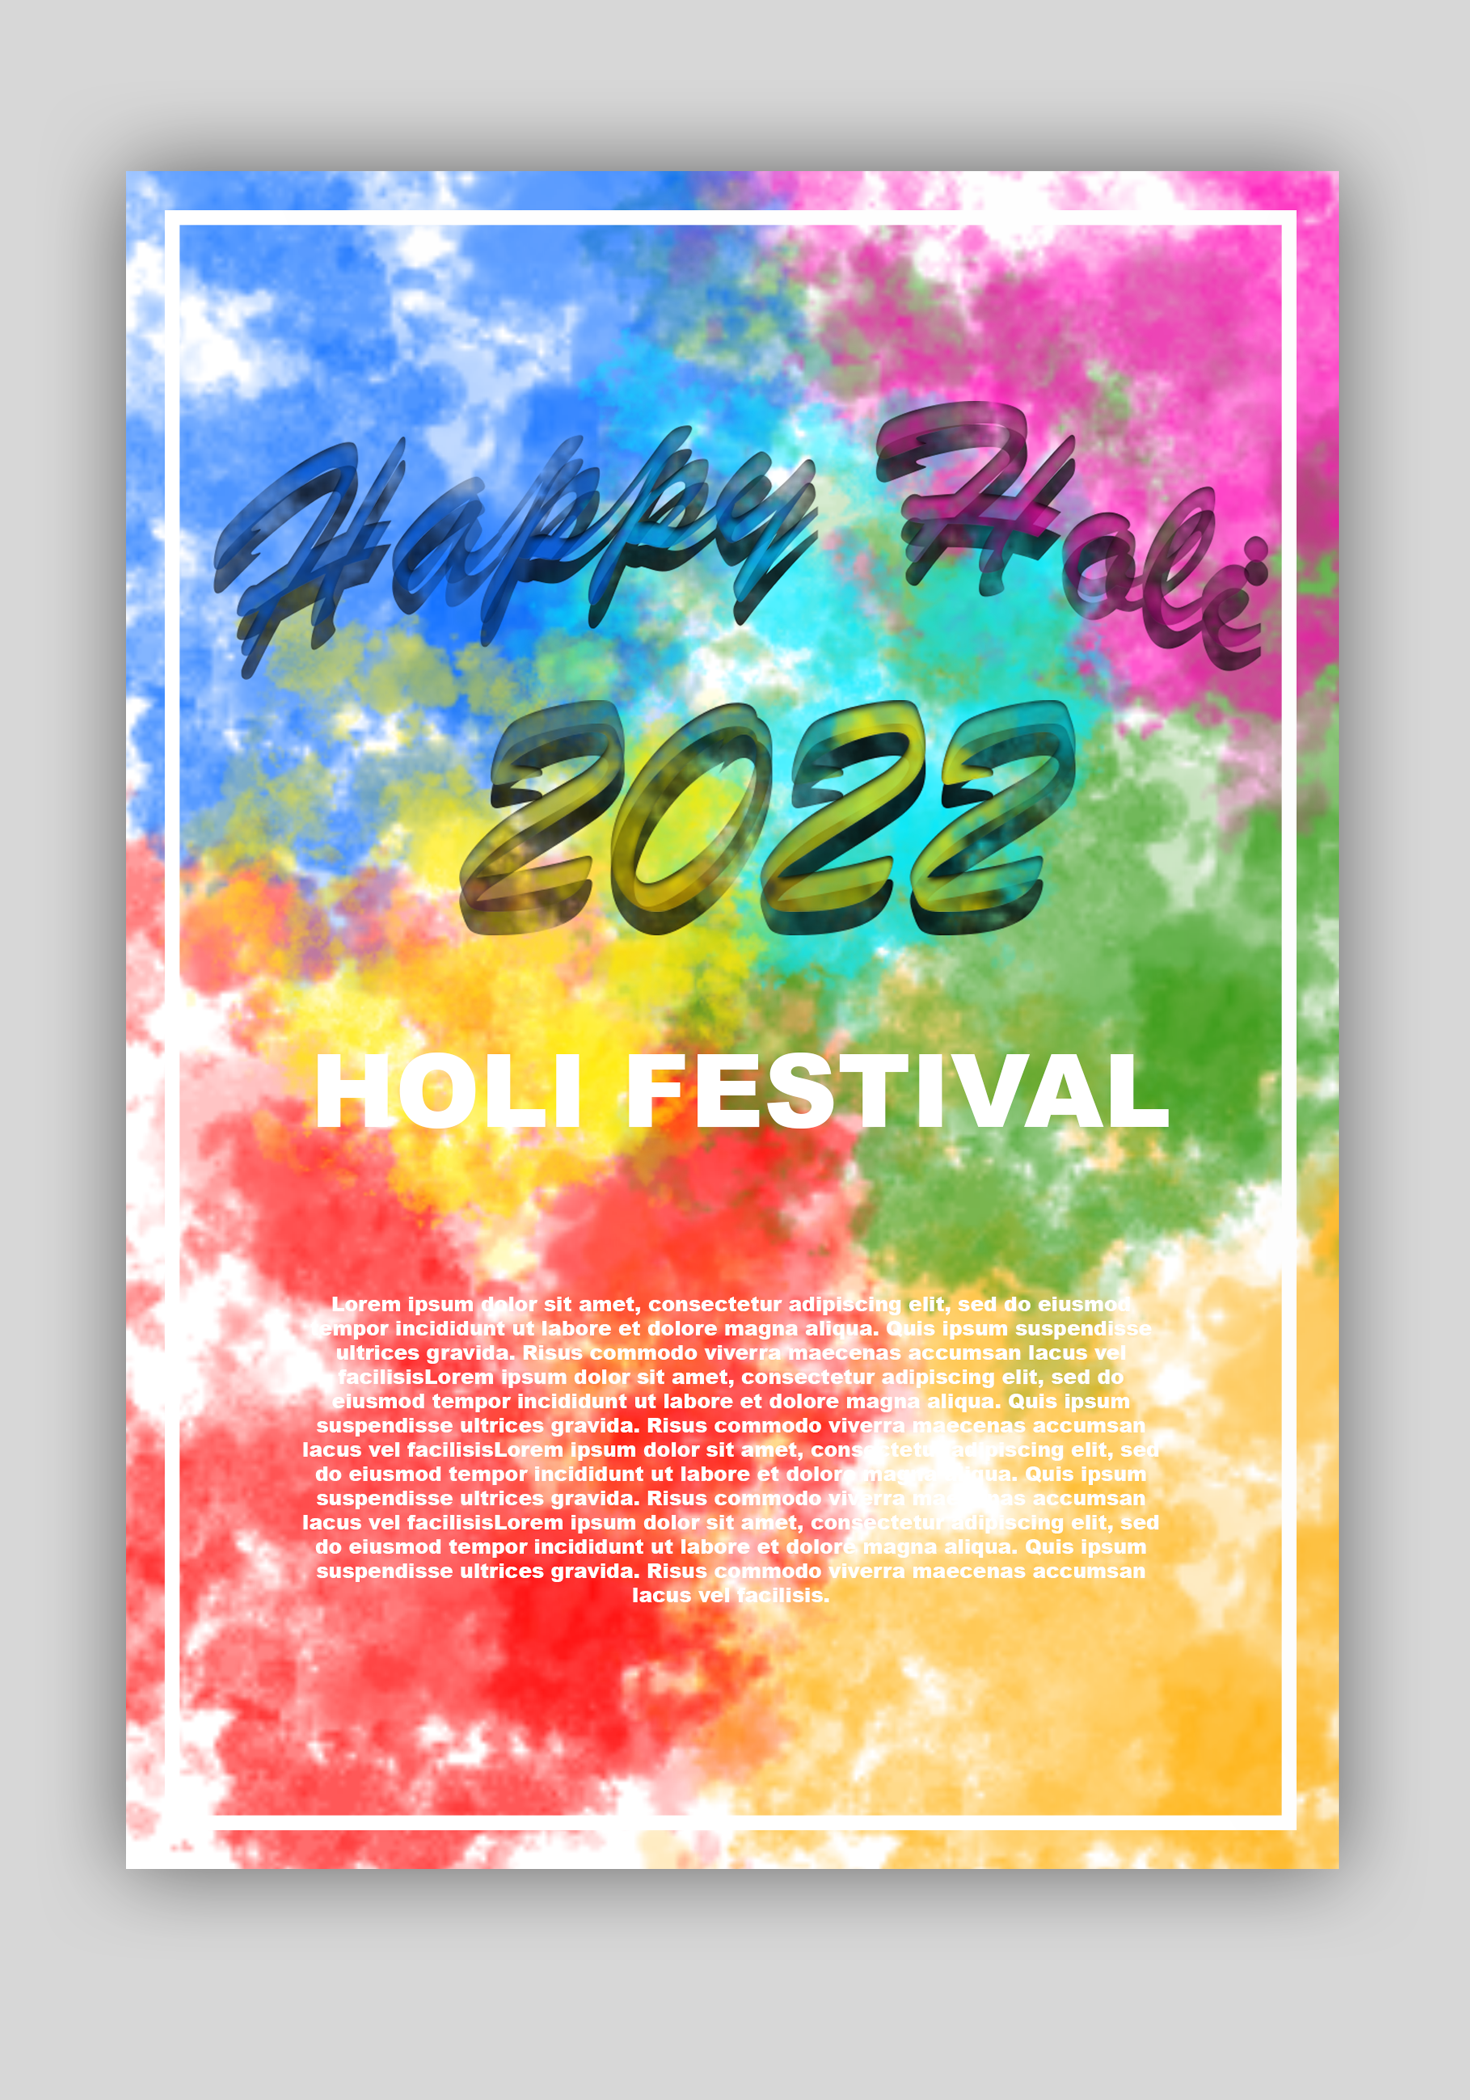 Happy Holi
2022
HOLI FESTIVAL
Lorem ipsum dolor sit amet, consectetur adipiscing elit, sed do eiusmod
tempor incididunt ut labore et dolore magna aliqua. Quis ipsum suspendisse
ultrices gravida. Risus commodo viverra maecenas accumsan lacus vel
facilisisLorem ipsum dolor sit amet, consectetur adipiscing elit, sed do
eiusmod tempor incididunt ut labore et dolore magna aliqua. Quis ipsum
suspendisse ultrices gravida. Risus commodo viverra maecenas accumsan
lacus vel facilisisLorem ipsum dolor sit amet, consectetur adipiscing elit, sed
do eiusmod tempor incididunt ut labore et dolore magna aliqua. Quis ipsum
suspendisse ultrices gravida. Risus commodo viverra maecenas accumsan
lacus vel facilisisLorem ipsum dolor sit amet, consectetur adipiscing elit, sed
do eiusmod tempor incididunt ut labore et dolore magna aliqua. Quis ipsum
suspendisse ultrices gravida. Risus commodo viverra maecenas accumsan
lacus vel facilisis.